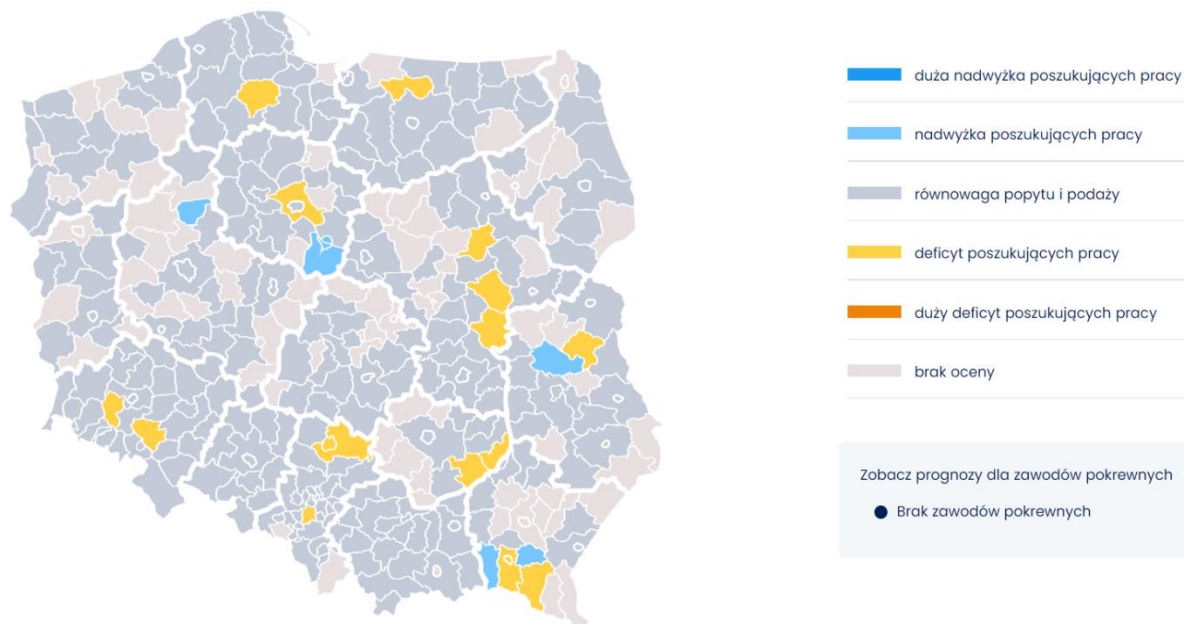 duża nadwyżka poszukujących pracy
nadwyżka poszukujących pracy
równowaga popytu i podaży
deficyt poszukujących pracy
duży deficyt poszukujących pracy
brak oceny
Zobacz prognozy dla zawodów pokrewnych
Brak zawodów pokrewnych